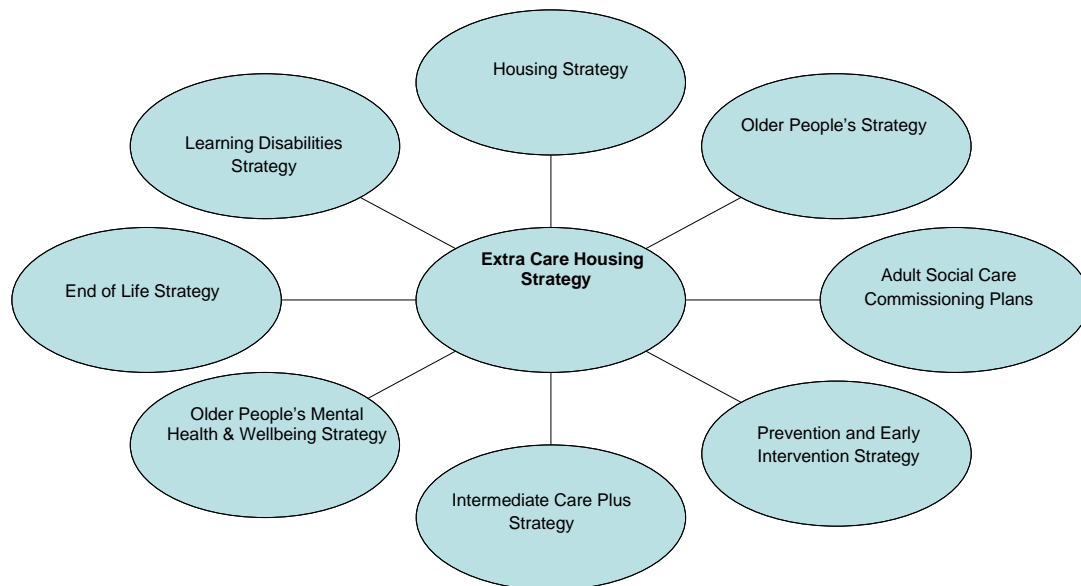 Housing Strategy
Learning Disabilities
Strategy
Older People’s Strategy
Extra Care Housing
Strategy
End of Life Strategy
Adult Social Care
Commissioning Plans
Older People’s Mental
Health & Wellbeing Strategy
Prevention and Early
Intervention Strategy
Intermediate Care Plus
Strategy